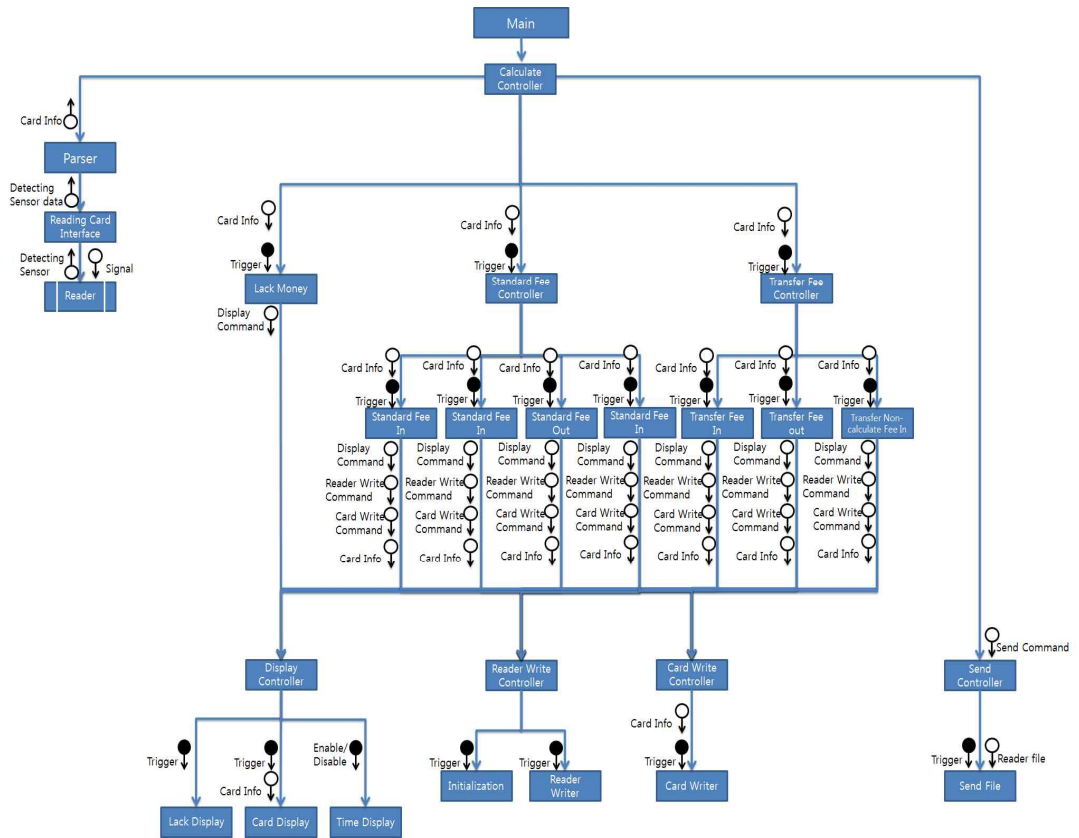 Main
Calculate
Controller
Card Info
Parser
Detecting
Sensor data
Reading Card
Interface
Detecting
Sensor
Signal
Reader
Card Info
Trigger
Lack Money
Display
Command
Card Info
Trigger
Standard Fee
Controller
Card Info
Trigger
Transfer Fee
Controller
Card Info
Trigger
Standard Fee
In
Display
Command
Reader Write
Command
Card Write
Command
Card Info
Card Info
Trigger
Standard Fee
In
Display
Command
Reader Write
Command
Card Write
Command
Card Info
Card Info
Trigger
Standard Fee
Out
Display
Command
Reader Write
Command
Card Write
Command
Card Info
Card Info
Trigger
Standard Fee
In
Display
Command
Reader Write
Command
Card Write
Command
Card Info
Card Info
Trigger
Transfer Fee
In
Display
Command
Reader Write
Command
Card Write
Command
Card Info
Card Info
Trigger
Transfer Fee
out
Display
Command
Reader Write
Command
Card Write
Command
Card Info
Card Info
Trigger
Transfer Non-
calculate Fee In
Display
Command
Reader Write
Command
Card Write
Command
Card Info
Display
Controller
Trigger
Lack Display
Trigger
Card Info
Card Display
Enable/
Disable
Time Display
Reader Write
Controller
Trigger
Initialization
Trigger
Reader
Writer
Card Write
Controller
Card Info
Trigger
Card Writer
Send Command
Send
Controller
Trigger
Reader file
Send File